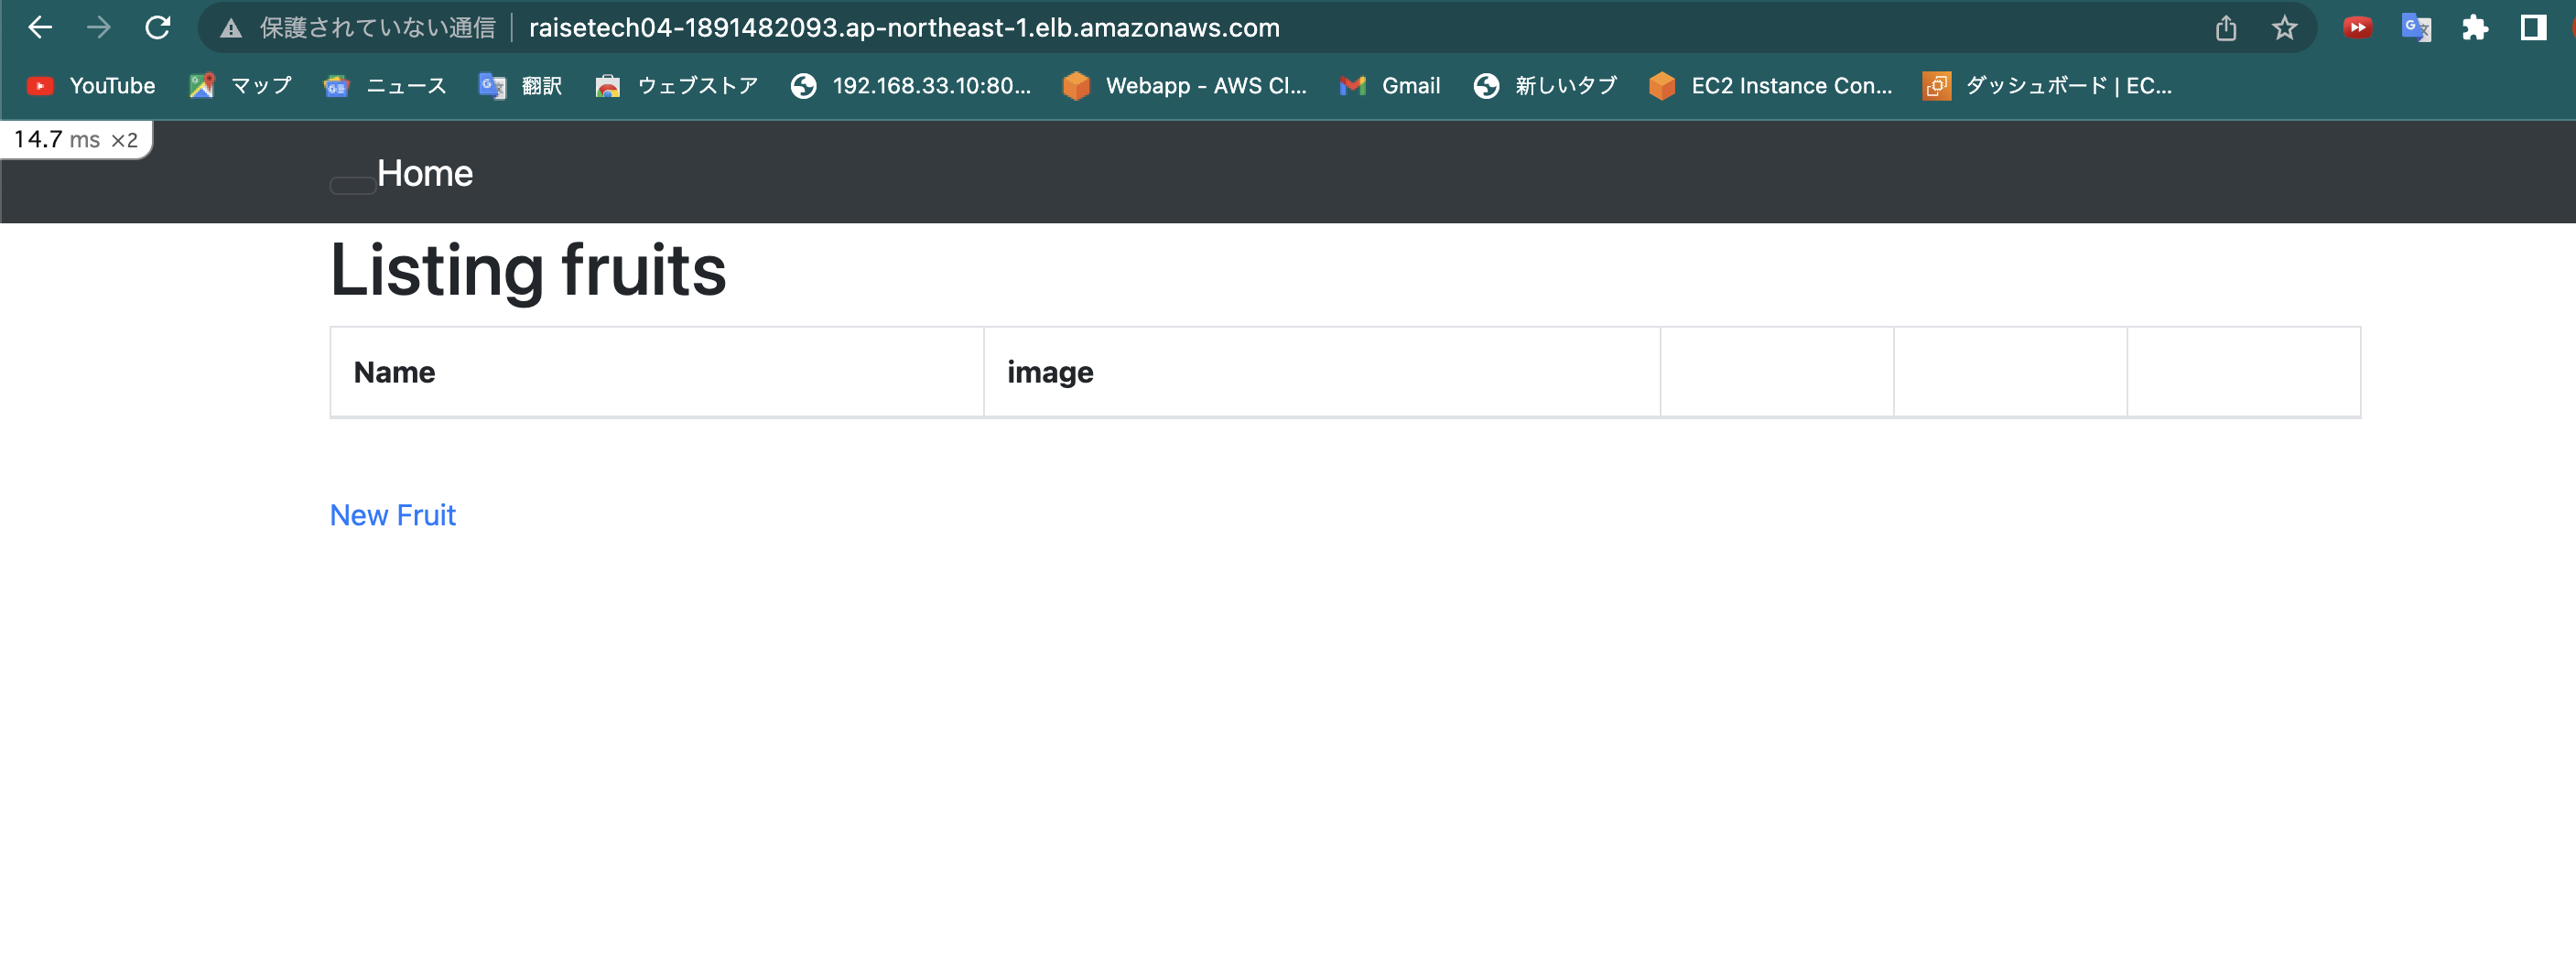 保護されていない通信 raisetech04-1891482093.ap-northeast-1.elb.amazonaws.com
YouTube マップ ニュース 翻訳 ウェブストア 192.168.33.10:80... Webapp - AWS Cl... Gmail 新しいタブ EC2 Instance Con... ダッシュボード | EC...
14.7 ms ×2
Home
Listing fruits
Name image
New Fruit